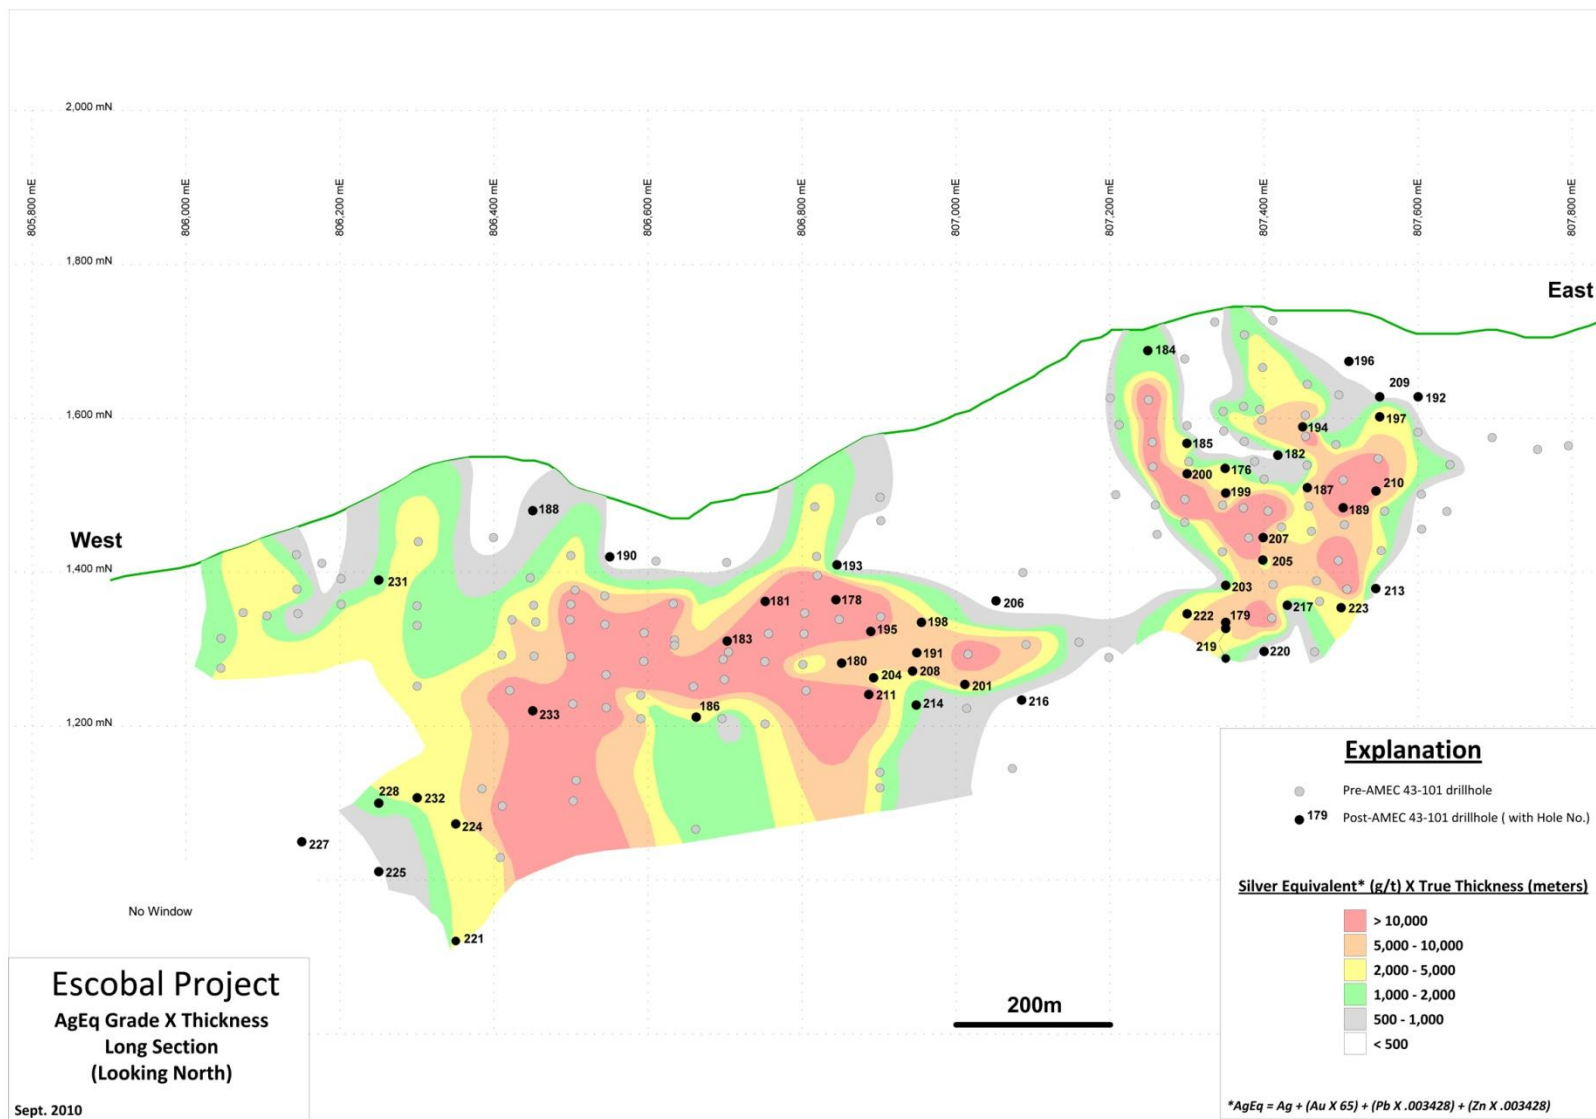 2,000 mN
805,800 mE
806,000 mE
806,200 mE
806,400 mE
806,600 mE
806,800 mE
807,000 mE
807,200 mE
807,400 mE
807,600 mE
807,800 mE
1,800 mN
East
184
196
209
192
1,600 mN
197
194
185
182
200
176
187
210
199
188
189
West
207
190
193
205
1,400 mN
231
203
213
181
178
206
217
223
222
179
198
195
183
191
219
220
180
208
204
201
211
186
214
216
233
1,200 mN
228
232
224
227
225
221
No Window
Explanation
Pre-AMEC 43-101 drillhole
179 Post-AMEC 43-101 drillhole ( with Hole No.)
Silver Equivalent* (g/t) X True Thickness (meters)
> 10,000
5,000 - 10,000
2,000 - 5,000
1,000 - 2,000
500 - 1,000
< 500
*AgEq = Ag + (Au X 65) + (Pb X .003428) + (Zn X .003428)
200m
Escobal Project
AgEq Grade X Thickness
Long Section
(Looking North)
Sept. 2010